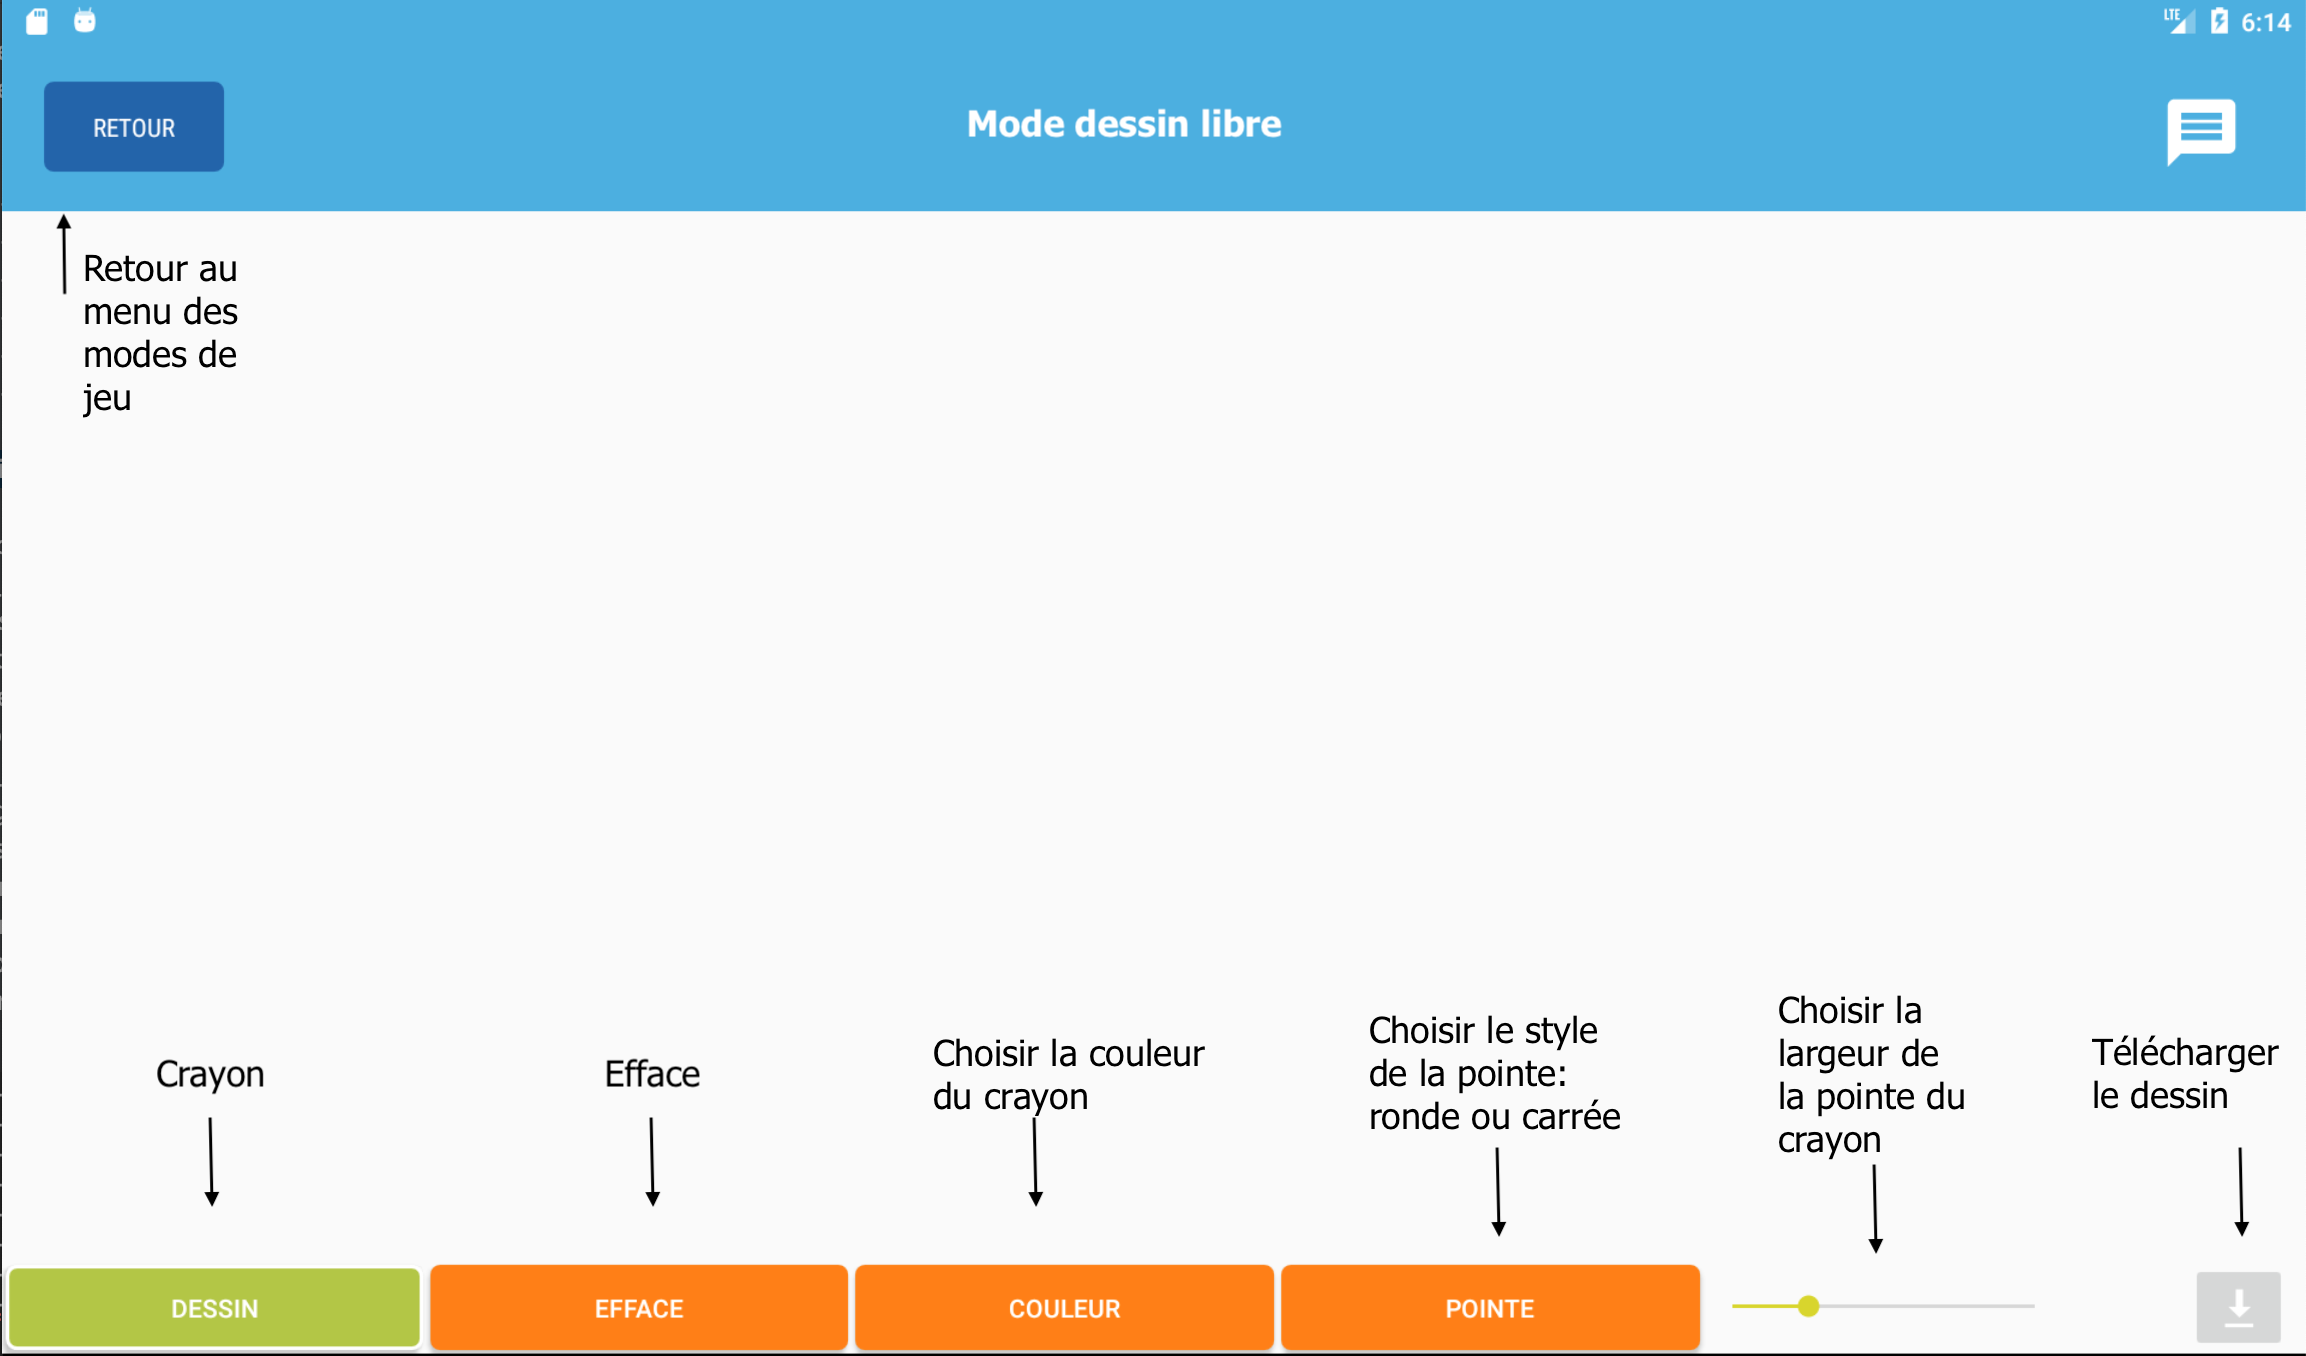 LTE 6:14
RETOUR
Mode dessin libre
Retour au
menu des
modes de
jeu
Crayon
Efface
Choisir la couleur
du crayon
Choisir le style
de la pointe:
ronde ou carrée
Choisir la
largeur de
la pointe du
crayon
Télécharger
le dessin
DESSIN
EFFACE
COULEUR
POINTE